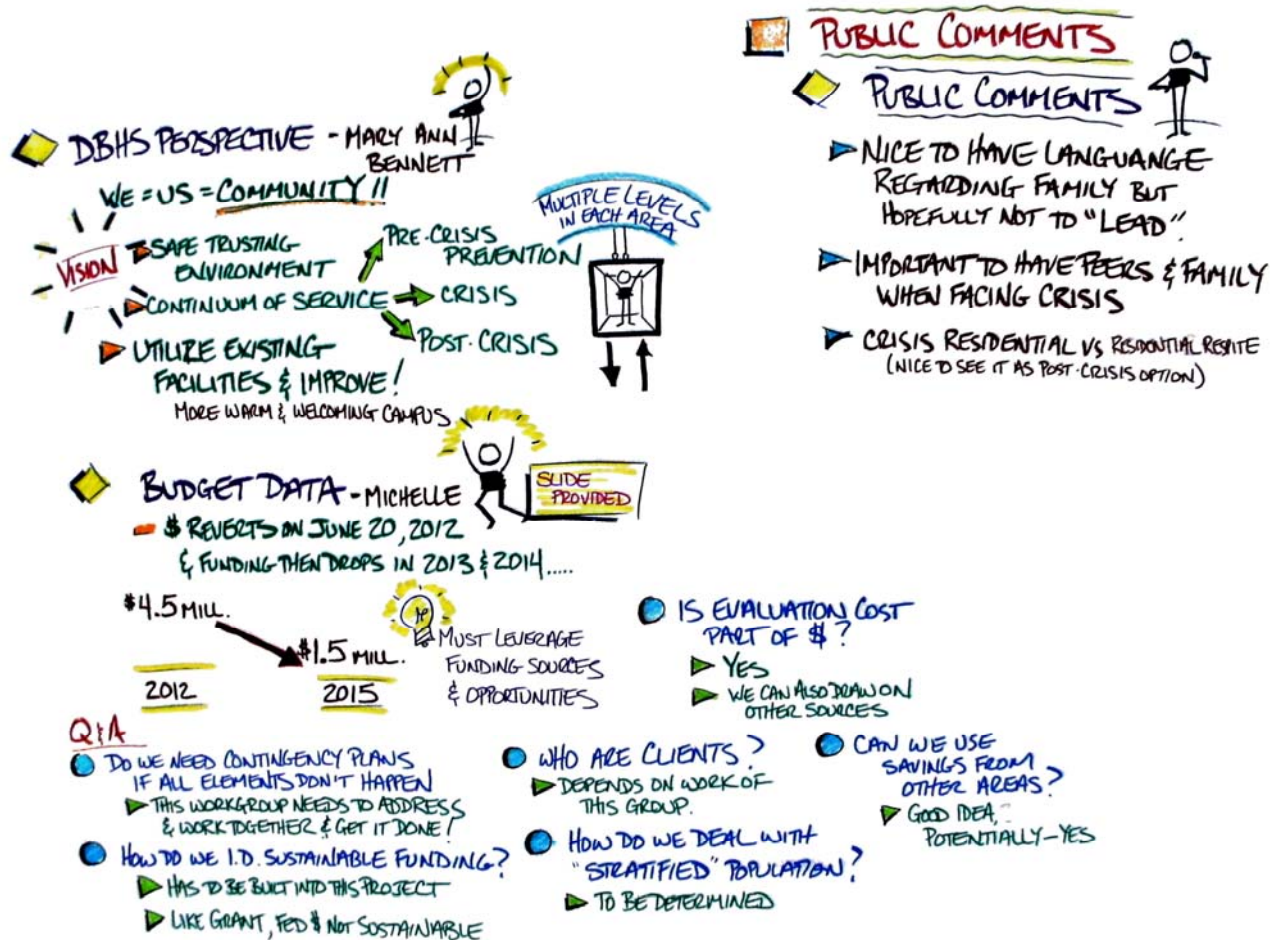 DBHS PERSPECTIVE - MARY ANN
BENNETT
WE = US = COMMUNITY !!
VISION
SAFE TRUSTING
ENVIRONMENT
CONTINUUM OF SERVICE
PRE-CRISIS
PREVENTION
CRISIS
POST-CRISIS
UTILIZE EXISTING
FACILITIES & IMPROVE!
MORE WARM & WELCOMING CAMPUS
MULTIPLE LEVELS
IN EACH AREA
BUDGET DATA - MICHELLE
SLIDE
PROVIDED
$ REVERTS ON JUNE 20, 2012
& FUNDING THEN DROPS IN 2013 & 2014.....
$4.5 MILL.
2012
$1.5 MILL.
2015
MUST LEVERAGE
FUNDING SOURCES
& OPPORTUNITIES
IS EVALUATION COST
PART OF $ ?
YES
WE CAN ALSO DRAW ON
OTHER SOURCES
Q & A
DO WE NEED CONTINGENCY PLANS
IF ALL ELEMENTS DON'T HAPPEN
THIS WORKGROUP NEEDS TO ADDRESS
& WORK TOGETHER & GET IT DONE!
HOW DO WE I.D. SUSTAINABLE FUNDING?
HAS TO BE BUILT INTO THIS PROJECT
LIKE GRANT, FED $ NOT SUSTAINABLE
WHO ARE CLIENTS?
DEPENDS ON WORK OF
THIS GROUP.
HOW DO WE DEAL WITH
"STRATIFIED" POPULATION?
TO BE DETERMINED
CAN WE USE
SAVINGS FROM
OTHER AREAS?
GOOD IDEA,
POTENTIALLY - YES
PUBLIC COMMENTS
PUBLIC COMMENTS
NICE TO HAVE LANGUANGE
REGARDING FAMILY BUT
HOPEFULLY NOT TO "LEAD".
IMPORTANT TO HAVE PEERS & FAMILY
WHEN FACING CRISIS
CRISIS RESIDENTIAL VS RESIDENTIAL RESPITE
(NICE TO SEE IT AS POST-CRISIS OPTION)